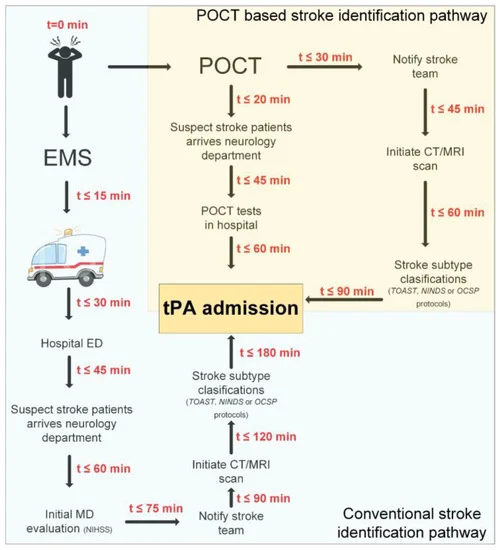 POCT based stroke identification pathway
t=0 min
POCT
t ≤ 30 min
Notify stroke
team
t ≤ 20 min
Suspect stroke patients
arrives neurology
department
t ≤ 45 min
Initiate CT/MRI
scan
EMS
t ≤ 45 min
t ≤ 15 min
POCT tests
in hospital
t ≤ 60 min
t ≤ 60 min
Stroke subtype
clasifications
(TOAST, NINDS or OCSP
protocols)
t ≤ 90 min
tPA admission
t ≤ 30 min
Hospital ED
t ≤ 45 min
Suspect stroke patients
arrives neurology
department
t ≤ 60 min
Initial MD
evaluation (NIHSS)
t ≤ 75 min
Notify stroke
team
t ≤ 90 min
Initiate CT/MRI
scan
t ≤ 120 min
Stroke subtype
clasifications
(TOAST, NINDS or OCSP
protocols)
t ≤ 180 min
Conventional stroke
identification pathway